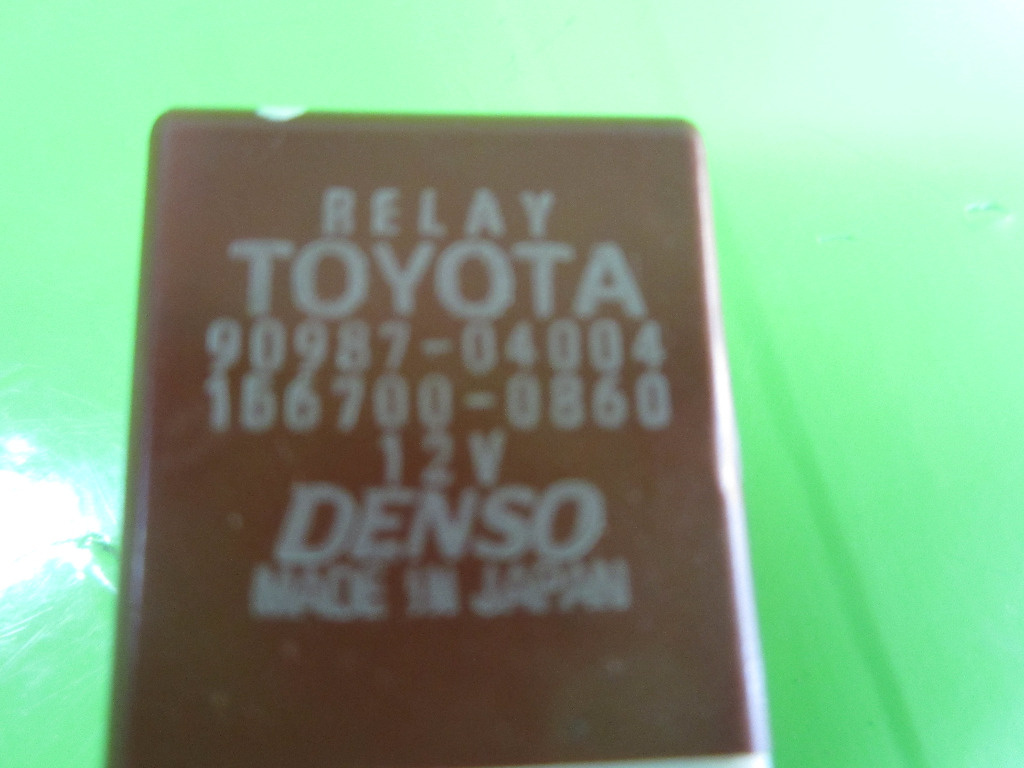 RELAY
TOYOTA
90987-04004
156700-0860
12V
DENSO
MADE IN JAPAN